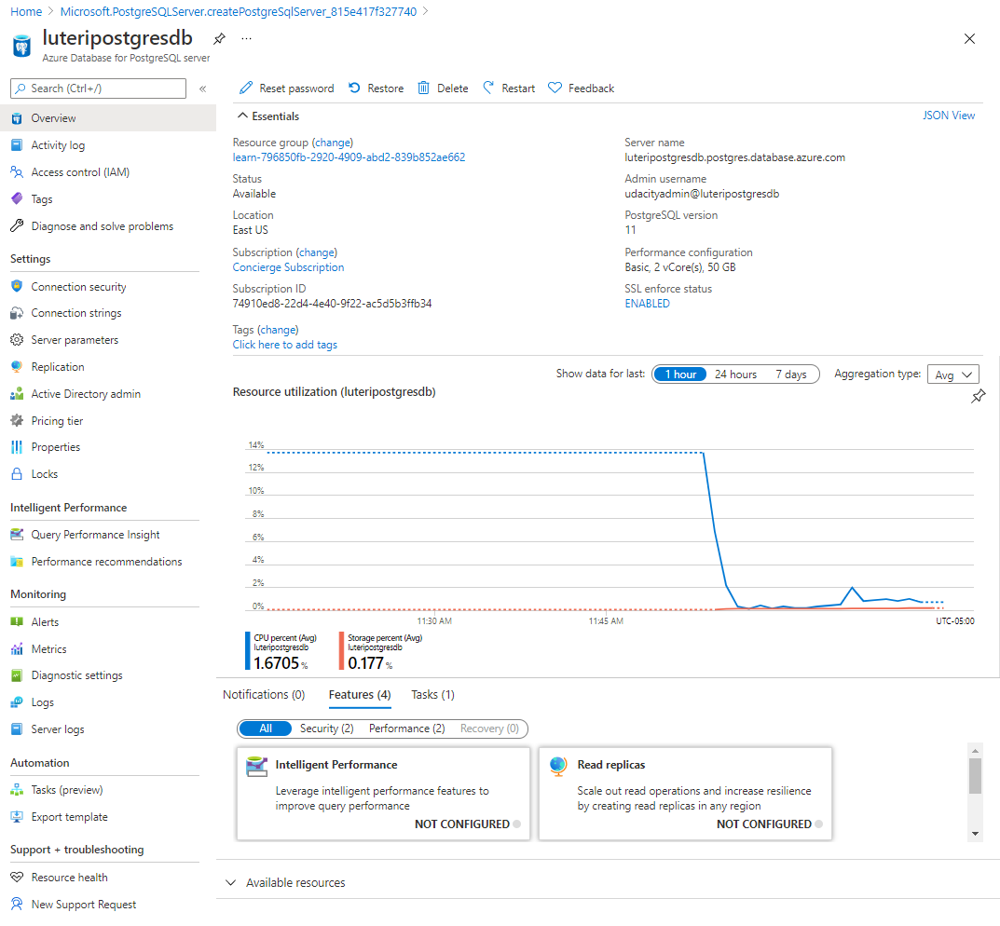 Home > Microsoft.PostgreSQLServer.createPostgreSqlServer_815e417f327740 >
luteripostgresdb ...
Azure Database for PostgreSQL server
Search (Ctrl+/) «
Overview
Activity log
Access control (IAM)
Tags
Diagnose and solve problems
Settings
Connection security
Connection strings
Server parameters
Replication
Active Directory admin
Pricing tier
Properties
Locks
Intelligent Performance
Query Performance Insight
Performance recommendations
Monitoring
Alerts
Metrics
Diagnostic settings
Logs
Server logs
Automation
Tasks (preview)
Export template
Support + troubleshooting
Resource health
New Support Request
Reset password Restore Delete Restart Feedback
Essentials JSON View
Resource group (change)
learn-796850fb-2920-4909-abd2-839b852ae662
Status
Available
Location
East US
Subscription (change)
Concierge Subscription
Subscription ID
74910ed8-22d4-4e40-9f22-ac5d5b3ffb34
Tags (change)
Click here to add tags
Server name
luteripostgresdb.postgres.database.azure.com
Admin username
udacityadmin@luteripostgresdb
PostgreSQL version
11
Performance configuration
Basic, 2 vCore(s), 50 GB
SSL enforce status
ENABLED
Show data for last: 1 hour 24 hours 7 days Aggregation type: Avg
Resource utilization (luteripostgresdb)
14%
12%
10%
8%
6%
4%
2%
0%
11:30 AM 11:45 AM UTC-05:00
CPU percent (Avg)
luteripostgresdb
1.6705 %
Storage percent (Avg)
luteripostgresdb
0.177 %
Notifications (0) Features (4) Tasks (1)
All Security (2) Performance (2) Recovery (0)
Intelligent Performance
Leverage intelligent performance features to
improve query performance
NOT CONFIGURED
Read replicas
Scale out read operations and increase resilience
by creating read replicas in any region
NOT CONFIGURED
Available resources